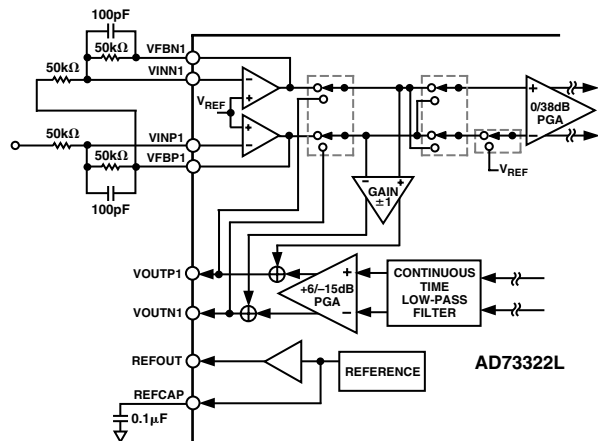 100pF
50kΩ
VFBN1
50kΩ
VINN1
VREF
50kΩ
VINP1
50kΩ
VFBP1
100pF
0/38dB
PGA
VREF
GAIN
±1
VOUTP1
+6/–15dB
PGA
CONTINUOUS
TIME
LOW-PASS
FILTER
VOUTN1
REFOUT
REFERENCE
AD73322L
REFCAP
0.1μF